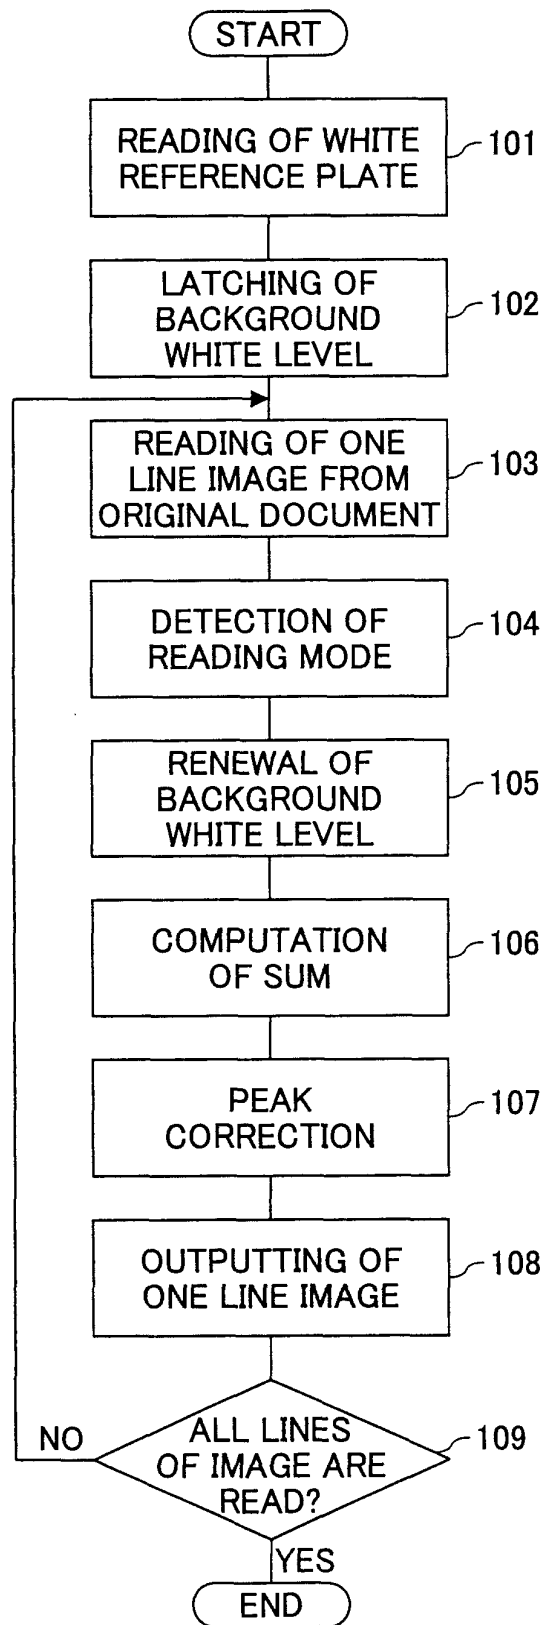 START
READING OF WHITE
REFERENCE PLATE
101
LATCHING OF
BACKGROUND
WHITE LEVEL
102
READING OF ONE
LINE IMAGE FROM
ORIGINAL DOCUMENT
103
DETECTION OF
READING MODE
104
RENEWAL OF
BACKGROUND
WHITE LEVEL
105
COMPUTATION
OF SUM
106
PEAK
CORRECTION
107
OUTPUTTING OF
ONE LINE IMAGE
108
ALL LINES
OF IMAGE ARE
READ?
109
NO
YES
END